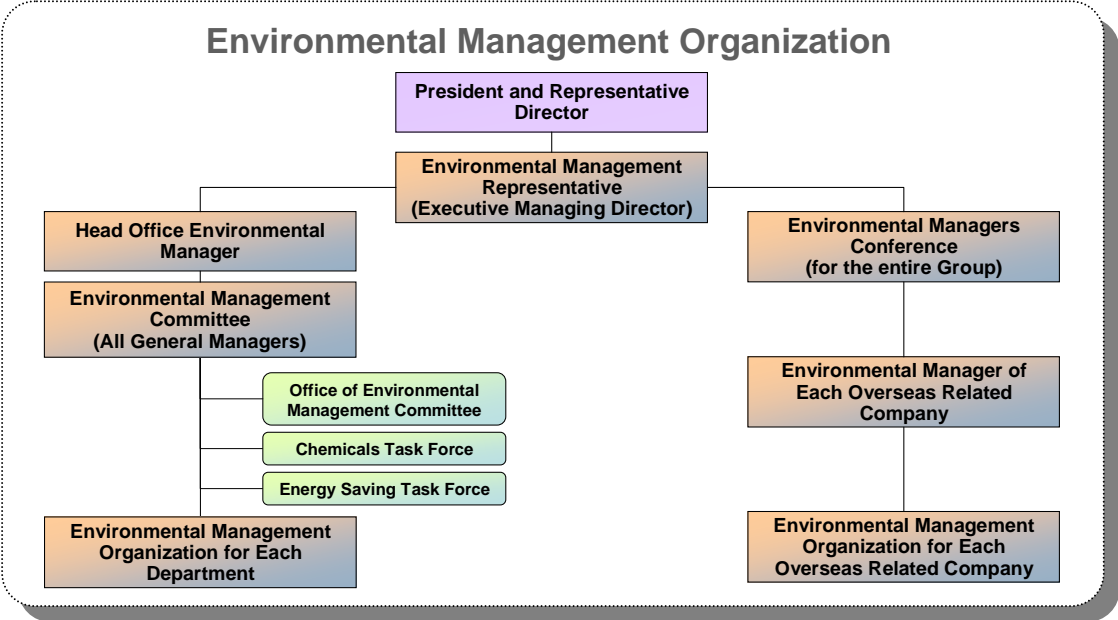 Environmental Management Organization
President and Representative
Director
Environmental Management
Representative
(Executive Managing Director)
Head Office Environmental
Manager
Environmental Management
Committee
(All General Managers)
Office of Environmental
Management Committee
Chemicals Task Force
Energy Saving Task Force
Environmental Management
Organization for Each
Department
Environmental Managers
Conference
(for the entire Group)
Environmental Manager of
Each Overseas Related
Company
Environmental Management
Organization for Each
Overseas Related Company